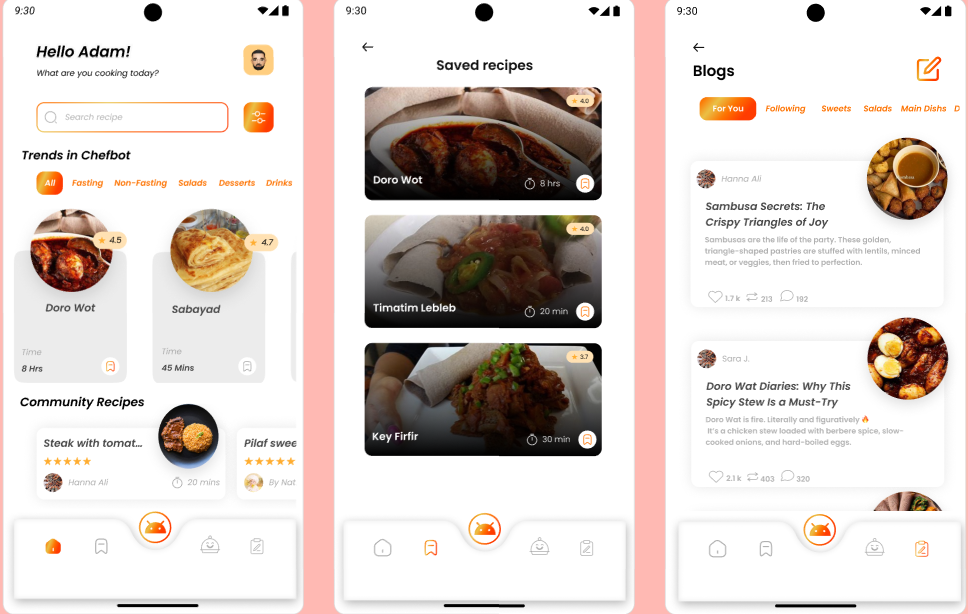 9:30
Hello Adam!
What are you cooking today?
Search recipe
Trends in Chefbot
All Fasting Non-Fasting Salads Desserts Drinks
4.5
4.7
Doro Wot
Sabayad
Time
8 Hrs
Time
45 Mins
Community Recipes
Steak with tomat...
Hanna Ali
20 mins
Pilaf swee
By Nat
9:30
Saved recipes
4.0
Doro Wot
8 hrs
4.0
Timatim Lebleb
20 min
3.7
Key Firfir
30 min
9:30
Blogs
For You Following Sweets Salads Main Dishs D
Hanna Ali
Sambusa Secrets: The
Crispy Triangles of Joy
Sambusas are the life of the party. These golden,
triangle-shaped pastries are stuffed with lentils, minced
meat, or veggies, then fried to perfection.
1.7 k 213 192
Sara J.
Doro Wat Diaries: Why This
Spicy Stew Is a Must-Try
Doro Wat is fire. Literally and figuratively 🔥
It's a chicken stew loaded with berbere spice, slow-
cooked onions, and hard-boiled eggs.
2.1 k 403 320